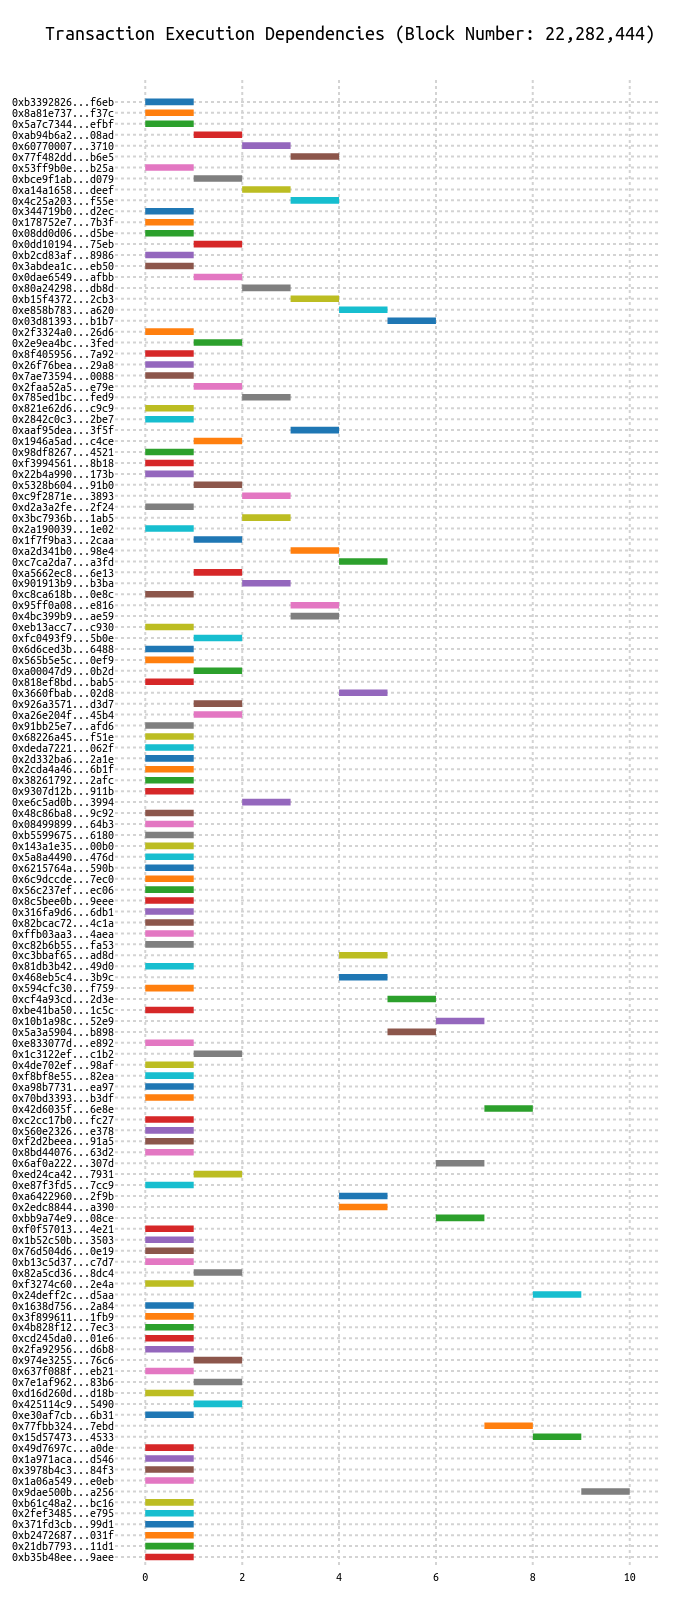 Transaction Execution Dependencies (Block Number: 22,282,444)
0xb3392826...f6eb
0x8a81e737...f37c
0x5a7c7344...efbf
0xab94b6a2...08ad
0x60770007...3710
0x77f482dd...b6e5
0x53ff9b0e...b25a
0xbce9f1ab...d079
0xa14a1658...deef
0x4c25a203...f55e
0x344719b0...d2ec
0x178752e7...7b3f
0x08dd0d06...d5be
0x0dd10194...75eb
0xb2cd83af...8986
0x3abdea1c...eb50
0x0dae6549...afbb
0x80a24298...db8d
0xb15f4372...2cb3
0xe858b783...a620
0x03d81393...b1b7
0x2f3324a0...26d6
0x2e9ea4bc...3fed
0x8f405956...7a92
0x26f76bea...29a8
0x7ae73594...0088
0x2faa52a5...e79e
0x785ed1bc...fed9
0x821e62d6...c9c9
0x2842c0c3...2be7
0xaaf95dea...3f5f
0x1946a5ad...c4ce
0x98df8267...4521
0xf3994561...8b18
0x22b4a990...173b
0x5328b604...91b0
0xc9f2871e...3893
0xd2a3a2fe...2f24
0x3bc7936b...1ab5
0x2a190039...1e02
0x1f7f9ba3...2caa
0xa2d341b0...98e4
0xc7ca2da7...a3fd
0xa5662ec8...6e13
0x901913b9...b3ba
0xc8ca618b...0e8c
0x95ff0a08...e816
0x4bc399b9...ae59
0xeb13acc7...c930
0xfc0493f9...5b0e
0x6d6ced3b...6488
0x565b5e5c...0ef9
0xa00047d9...0b2d
0x818ef8bd...bab5
0x3660fbab...02d8
0x926a3571...d3d7
0xa26e204f...45b4
0x91bb25e7...afd6
0x68226a45...f51e
0xdeda7221...062f
0x2d332ba6...2a1e
0x2cda4a46...6b1f
0x38261792...2afc
0x9307d12b...911b
0xe6c5ad0b...3994
0x48c86ba8...9c92
0x08499899...64b3
0xb5599675...6180
0x143a1e35...00b0
0x5a8a4490...476d
0x6215764a...590b
0x6c9dccde...7ec0
0x56c237ef...ec06
0x8c5bee0b...9eee
0x316fa9d6...6db1
0x82bcac72...4c1a
0xffb03aa3...4aea
0xc82b6b55...fa53
0xc3bbaf65...ad8d
0x81db3b42...49d0
0x468eb5c4...3b9c
0x594cfc30...f759
0xcf4a93cd...2d3e
0xbe41ba50...1c5c
0x10b1a98c...52e9
0x5a3a5904...b898
0xe833077d...e892
0x1c3122ef...c1b2
0x4de702ef...98af
0xf8bf8e55...82ea
0xa98b7731...ea97
0x70bd3393...b3df
0x42d6035f...6e8e
0xc2cc17b0...fc27
0x560e2326...e378
0xf2d2beea...91a5
0x8bd44076...63d2
0x6af0a222...307d
0xed24ca42...7931
0xe87f3fd5...7cc9
0xa6422960...2f9b
0x2edc8844...a390
0xbb9a74e9...08ce
0xf0f57013...4e21
0x1b52c50b...3503
0x76d504d6...0e19
0xb13c5d37...c7d7
0x82a5cd36...8dc4
0xf3274c60...2e4a
0x24deff2c...d5aa
0x1638d756...2a84
0x3f899611...1fb9
0x4b828f12...7ec3
0xcd245da0...01e6
0x2fa92956...d6b8
0x974e3255...76c6
0x637f088f...eb21
0x7e1af962...83b6
0xd16d260d...d18b
0x425114c9...5490
0xe30af7cb...6b31
0x77fbb324...7ebd
0x15d57473...4533
0x49d7697c...a0de
0x1a971aca...d546
0x3978b4c3...84f3
0x1a06a549...e0eb
0x9dae500b...a256
0xb61c48a2...bc16
0x2fef3485...e795
0x371fd3cb...99d1
0xb2472687...031f
0x21db7793...11d1
0xb35b48ee...9aee
0 2 4 6 8 10